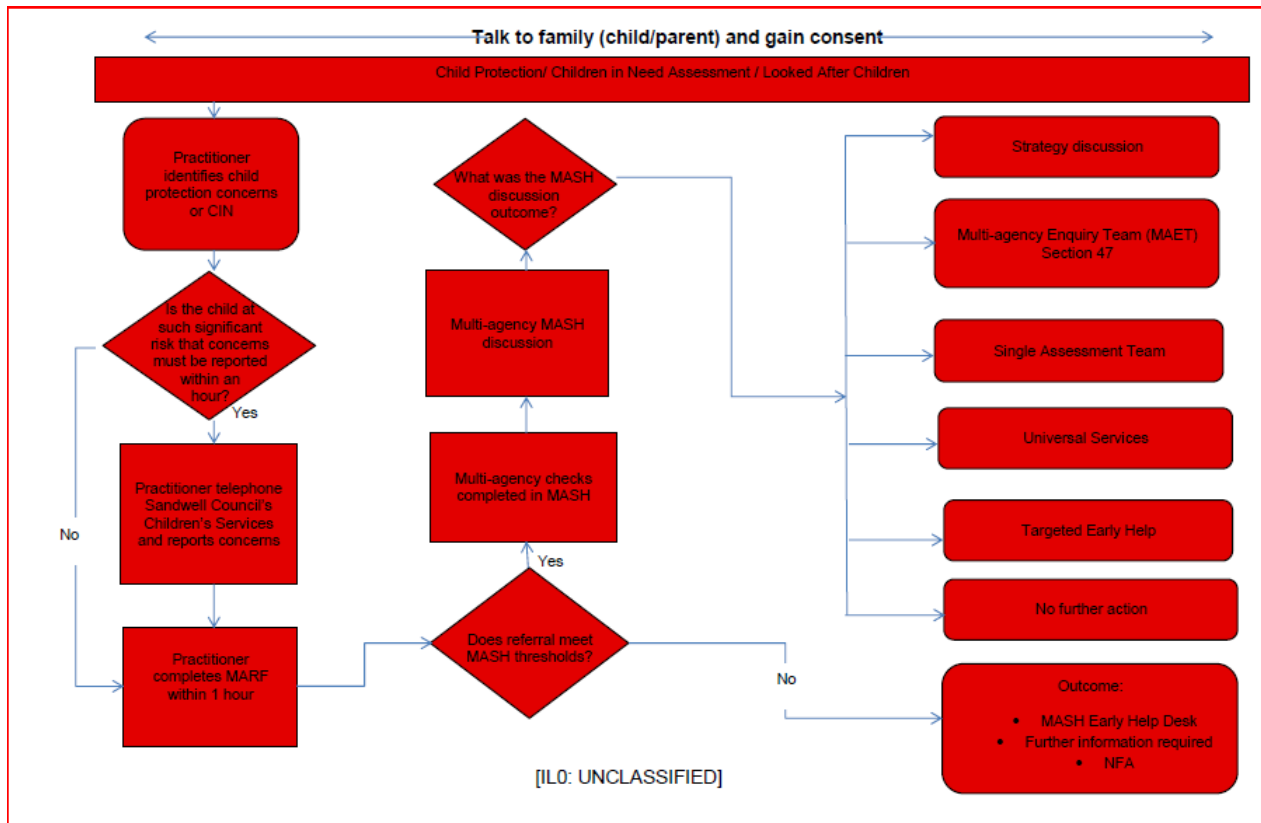 Talk to family (child/parent) and gain consent
Child Protection/ Children in Need Assessment / Looked After Children
Practitioner
identifies child
protection concerns
or CIN
Is the child at
such significant
risk that concerns
must be reported
within an
hour?
Yes
No
Practitioner telephone
Sandwell Council's
Children's Services
and reports concerns
Practitioner
completes MARF
within 1 hour
What was the MASH
discussion
outcome?
Multi-agency MASH
discussion
Multi-agency checks
completed in MASH
Yes
Does referral meet
MASH thresholds?
No
Strategy discussion
Multi-agency Enquiry Team (MAET)
Section 47
Single Assessment Team
Universal Services
Targeted Early Help
No further action
Outcome:
• MASH Early Help Desk
• Further information required
• NFA
[IL0: UNCLASSIFIED]